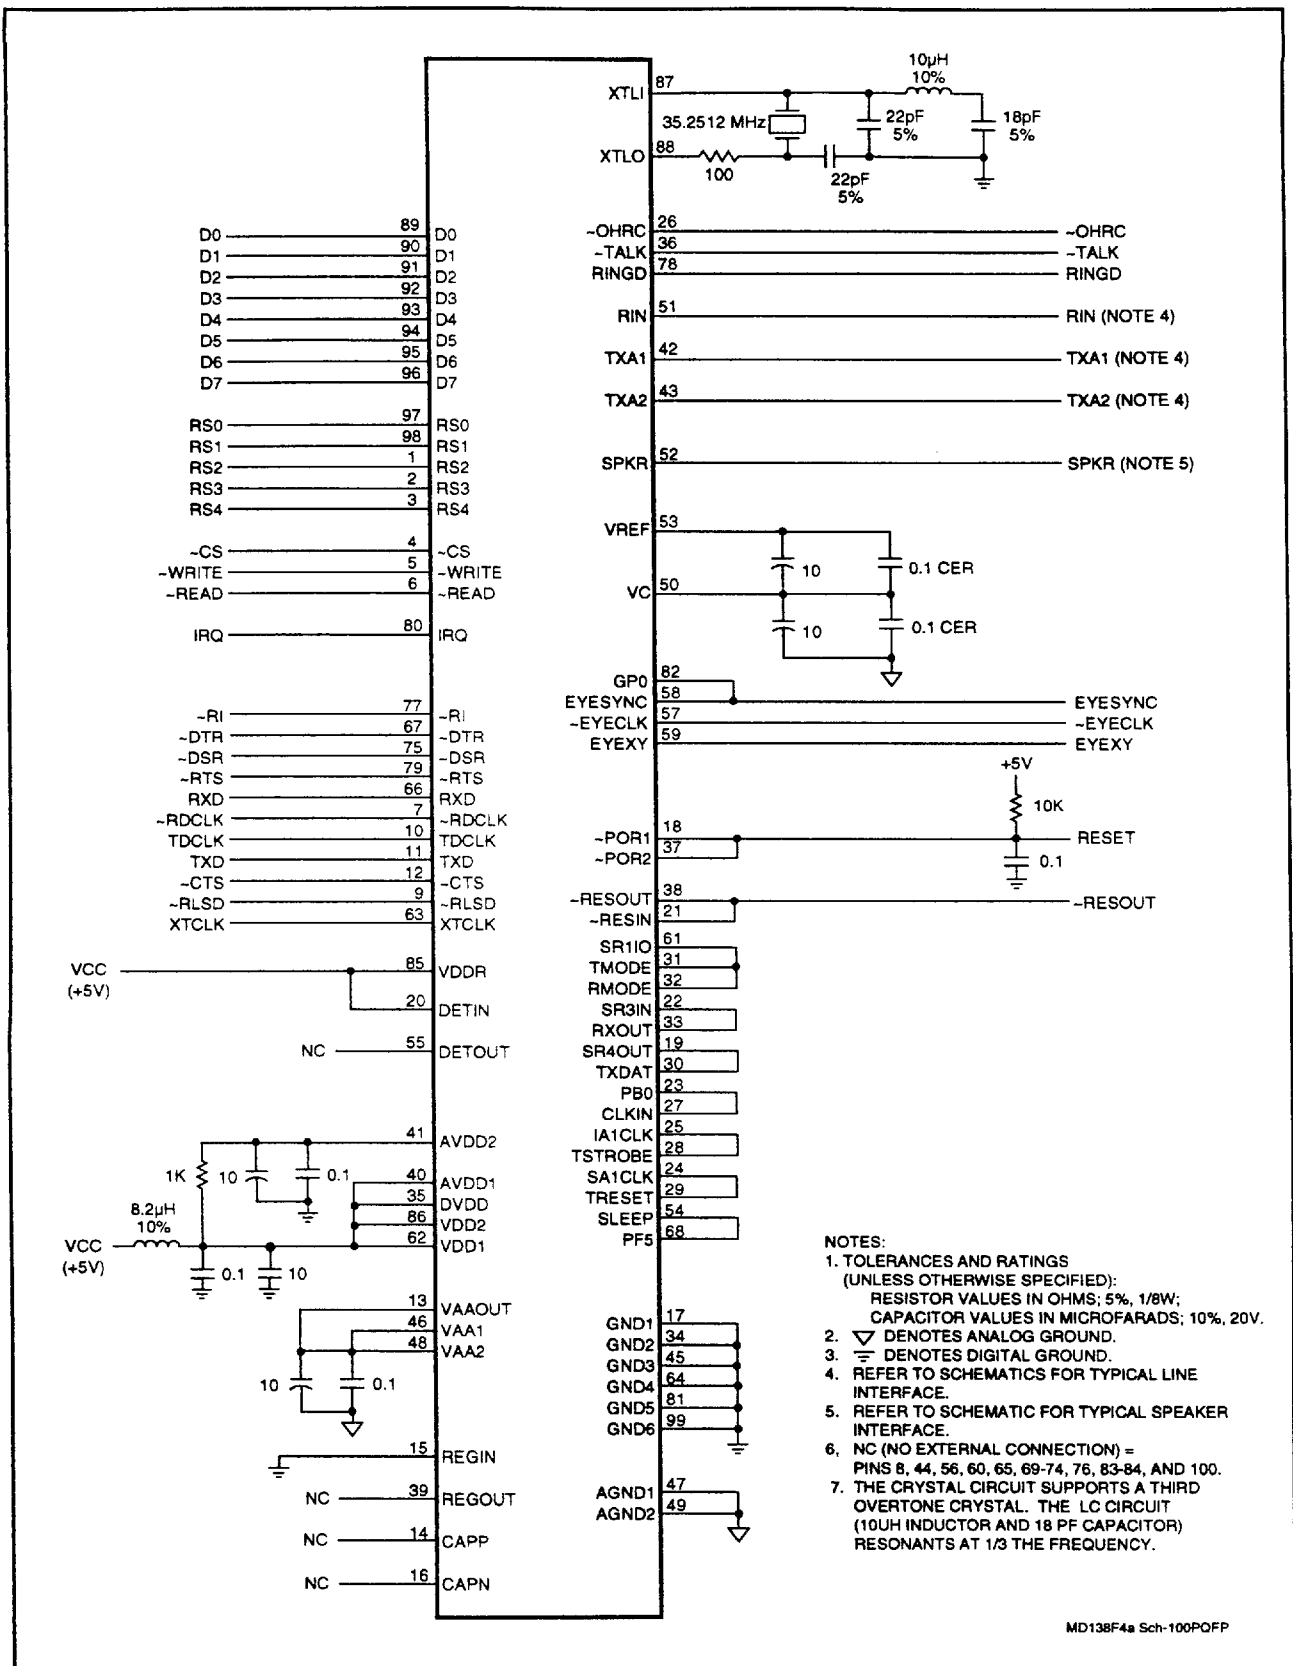 10µH
10%
XTLI 87
35.2512 MHz
22pF
5%
18pF
5%
XTLO 88
100
22pF
5%
D0 89 D0
D1 90 D1
D2 91 D2
D3 92 D3
D4 93 D4
D5 94 D5
D6 95 D6
D7 96 D7
RS0 97 RS0
RS1 98 RS1
RS2 1 RS2
RS3 2 RS3
RS4 3 RS4
~CS 4 ~CS
~WRITE 5 ~WRITE
~READ 6 ~READ
IRQ 80 IRQ
~RI 77 ~RI
~DTR 67 ~DTR
~DSR 75 ~DSR
~RTS 79 ~RTS
RXD 66 RXD
~RDCLK 7 ~RDCLK
TDCLK 10 TDCLK
TXD 11 TXD
~CTS 12 ~CTS
~RLSD 9 ~RLSD
XTCLK 63 XTCLK
VCC 85 VDDR
(+5V)
20 DETIN
NC 55 DETOUT
41 AVDD2
1K 10 0.1
40 AVDD1
35 DVDD
86 VDD2
8.2µH
10%
VCC 62 VDD1
(+5V)
0.1 10
13 VAAOUT
46 VAA1
48 VAA2
10 0.1
15 REGIN
NC 39 REGOUT
NC 14 CAPP
NC 16 CAPN
~OHRC 26 ~OHRC
~TALK 36 ~TALK
RINGD 78 RINGD
RIN 51 RIN (NOTE 4)
TXA1 42 TXA1 (NOTE 4)
TXA2 43 TXA2 (NOTE 4)
SPKR 52 SPKR (NOTE 5)
VREF 53
10 0.1 CER
VC 50
10 0.1 CER
GP0 82
EYESYNC 58 EYESYNC
~EYECLK 57 ~EYECLK
EYEXY 59 EYEXY
+5V
10K
~POR1 18 RESET
~POR2 37
0.1
~RESOUT 38 ~RESOUT
~RESIN 21
SR1IO 61
TMODE 31
RMODE 32
SR3IN 22
RXOUT 33
SR4OUT 19
TXDAT 30
PB0 23
CLKIN 27
IA1CLK 25
TSTROBE 28
SA1CLK 24
TRESET 29
SLEEP 54
PF5 68
GND1 17
GND2 34
GND3 45
GND4 64
GND5 81
GND6 99
AGND1 47
AGND2 49
NOTES:
1. TOLERANCES AND RATINGS
(UNLESS OTHERWISE SPECIFIED):
RESISTOR VALUES IN OHMS; 5%, 1/8W;
CAPACITOR VALUES IN MICROFARADS; 10%, 20V.
2. DENOTES ANALOG GROUND.
3. DENOTES DIGITAL GROUND.
4. REFER TO SCHEMATICS FOR TYPICAL LINE
INTERFACE.
5. REFER TO SCHEMATIC FOR TYPICAL SPEAKER
INTERFACE.
6, NC (NO EXTERNAL CONNECTION) =
PINS 8, 44, 56, 60, 65, 69-74, 76, 83-84, AND 100.
7. THE CRYSTAL CIRCUIT SUPPORTS A THIRD
OVERTONE CRYSTAL. THE LC CIRCUIT
(10UH INDUCTOR AND 18 PF CAPACITOR)
RESONANTS AT 1/3 THE FREQUENCY.
MD138F4a Sch-100PQFP